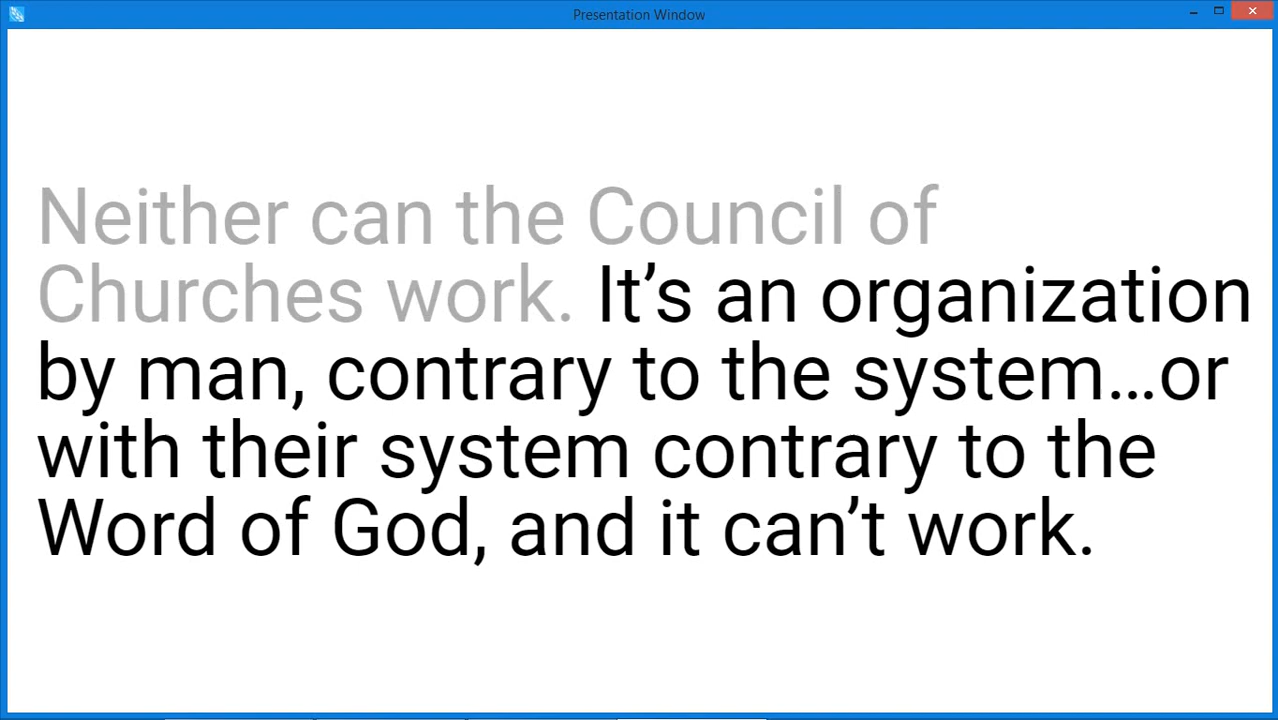 Presentation Window
Neither can the Council of
Churches work. It’s an organization
by man, contrary to the system…or
with their system contrary to the
Word of God, and it can’t work.